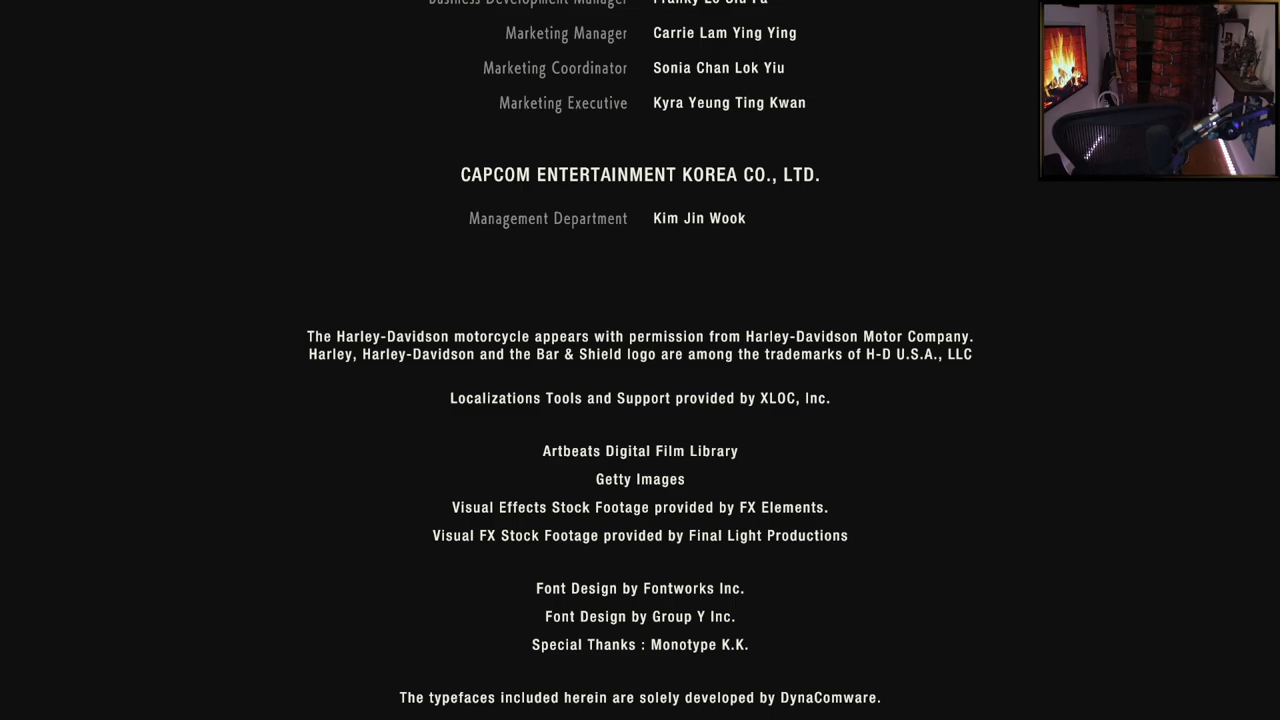 Business Development Manager
Marketing Manager Carrie Lam Ying Ying
Marketing Coordinator Sonia Chan Lok Yiu
Marketing Executive Kyra Yeung Ting Kwan
CAPCOM ENTERTAINMENT KOREA CO., LTD.
Management Department Kim Jin Wook
The Harley-Davidson motorcycle appears with permission from Harley-Davidson Motor Company.
Harley, Harley-Davidson and the Bar & Shield logo are among the trademarks of H-D U.S.A., LLC
Localizations Tools and Support provided by XLOC, Inc.
Artbeats Digital Film Library
Getty Images
Visual Effects Stock Footage provided by FX Elements.
Visual FX Stock Footage provided by Final Light Productions
Font Design by Fontworks Inc.
Font Design by Group Y Inc.
Special Thanks : Monotype K.K.
The typefaces included herein are solely developed by DynaComware.